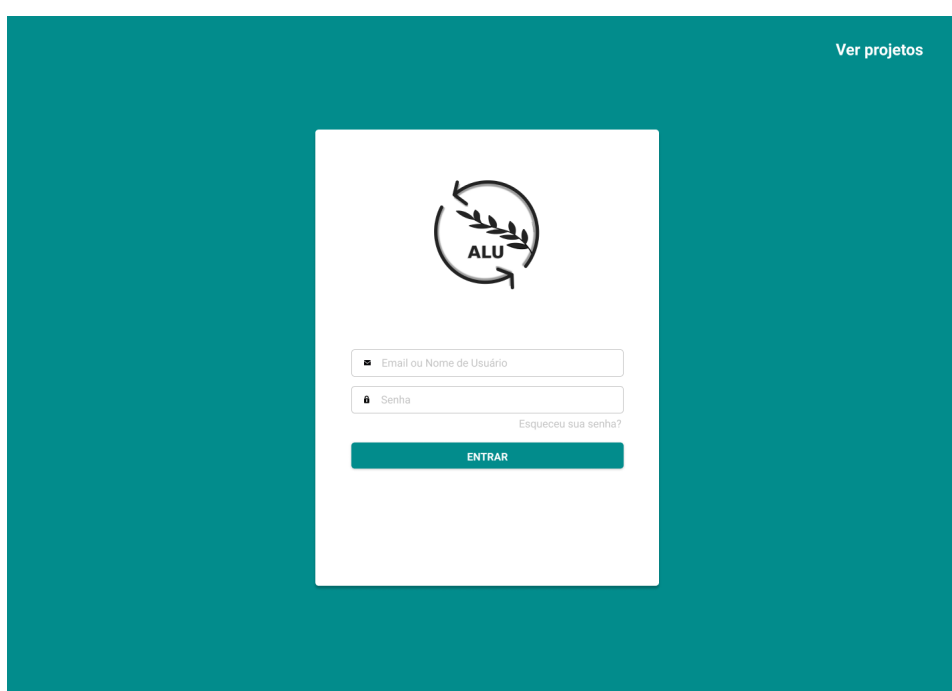 Ver projetos
ALU
Email ou Nome de Usuário
Senha
Esqueceu sua senha?
ENTRAR